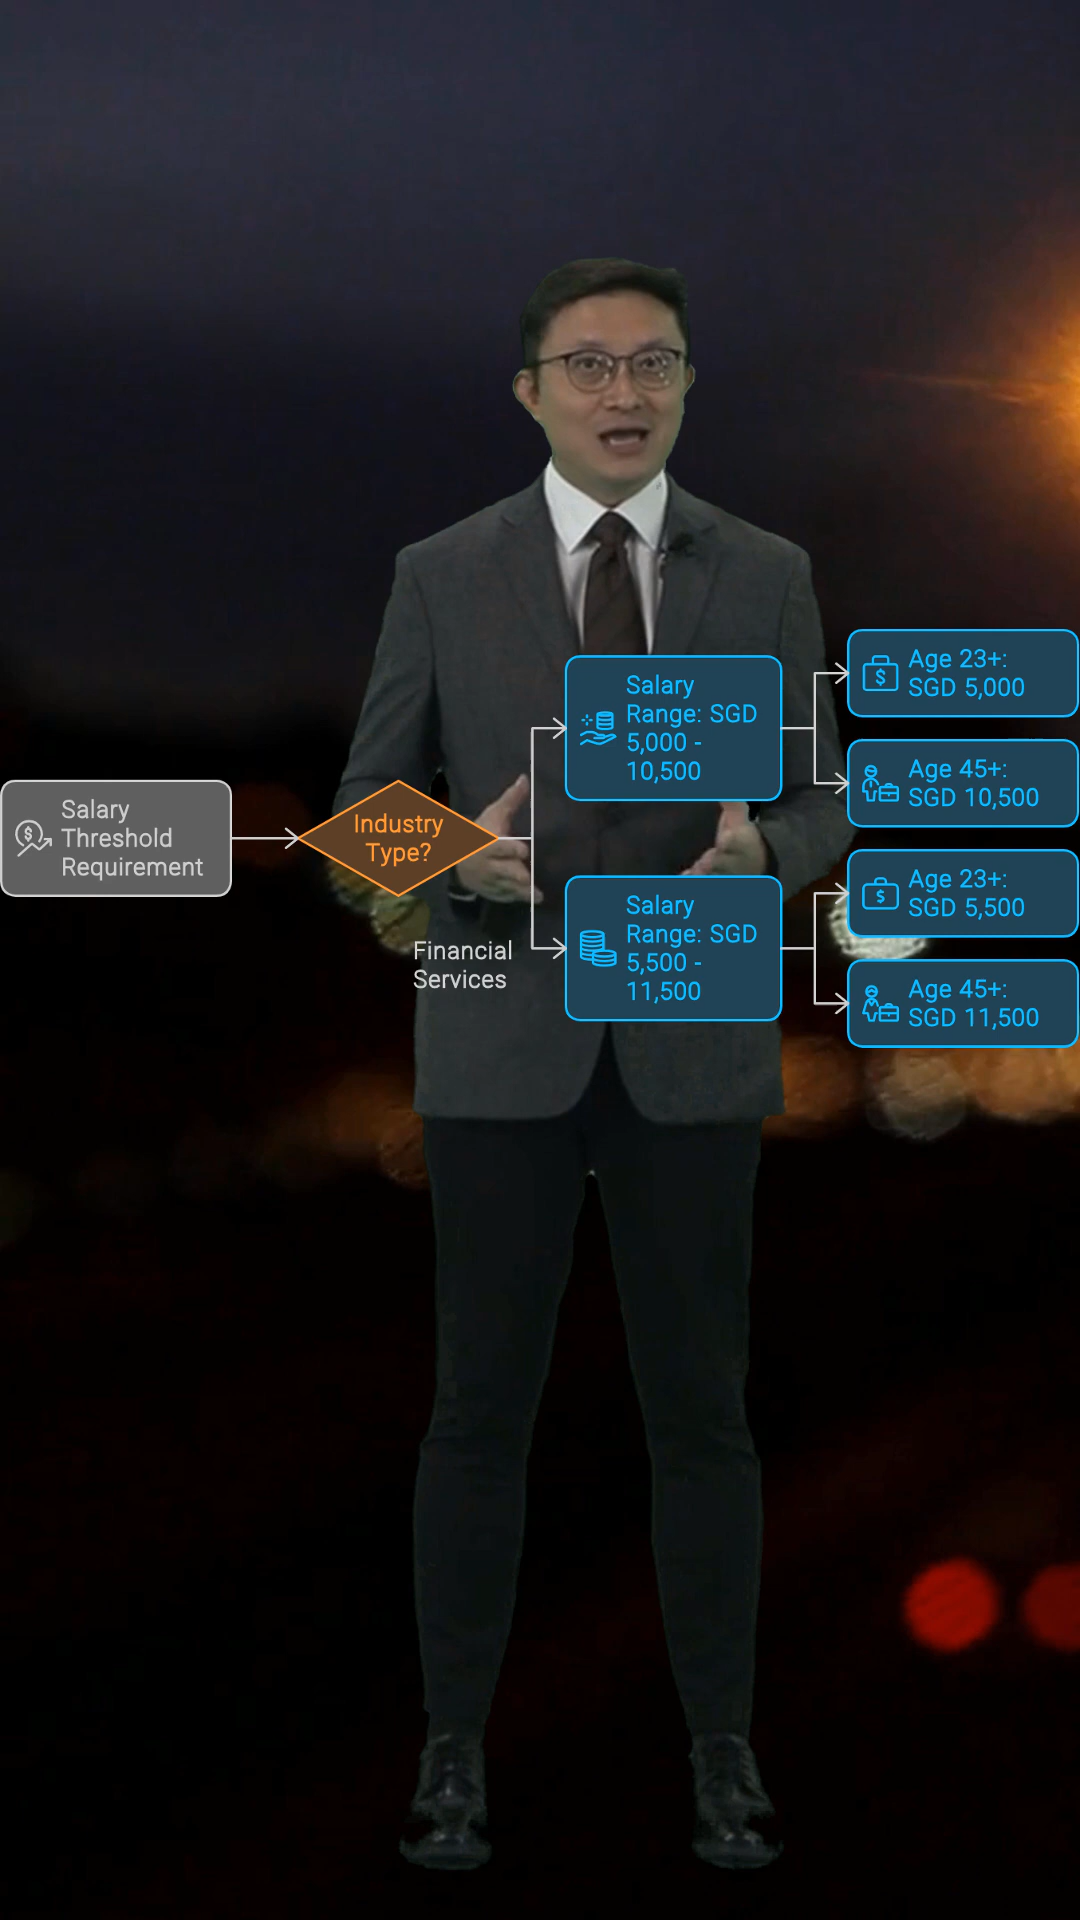 Salary
Threshold
Requirement
Industry
Type?
Financial
Services
Salary
Range: SGD
5,000 -
10,500
Salary
Range: SGD
5,500 -
11,500
Age 23+:
SGD 5,000
Age 45+:
SGD 10,500
Age 23+:
SGD 5,500
Age 45+:
SGD 11,500